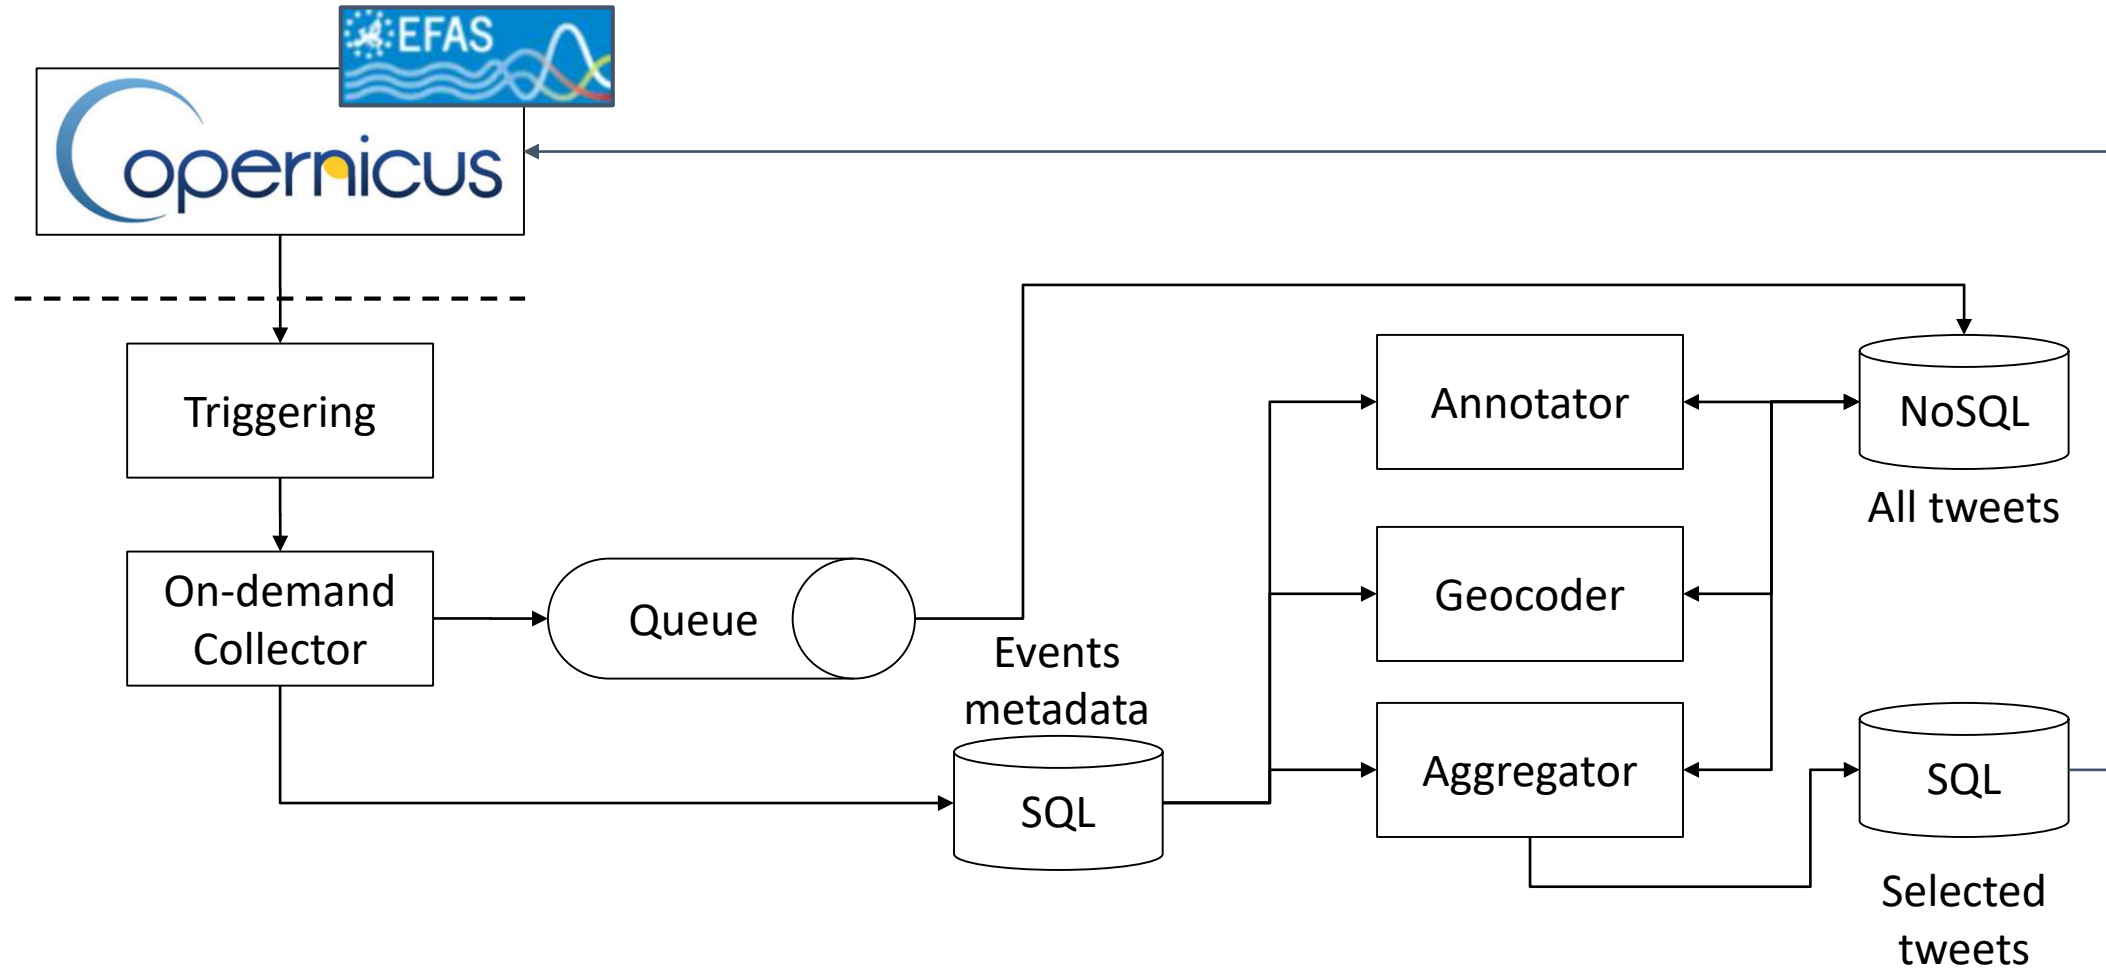 EFAS
Copernicus
Triggering
On-demand
Collector
Queue
Events
metadata
SQL
Annotator
Geocoder
Aggregator
NoSQL
All tweets
SQL
Selected
tweets